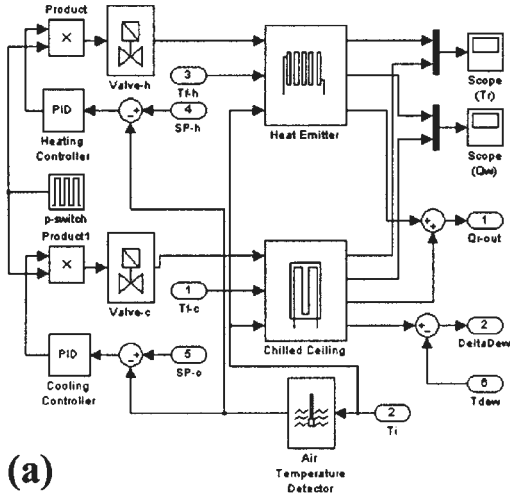 Product
×
Valve-h
3
Tf-h
4
SP-h
PID
Heating
Controller
Heat Emitter
Scope
(Tr)
Scope
(Qw)
p-switch
Product1
×
Valve-c
1
Tf-c
5
SP-c
PID
Cooling
Controller
Chilled Ceiling
1
Qr-out
2
DeltaDew
6
Tdew
2
Ti
Air
Temperature
Detector
(a)